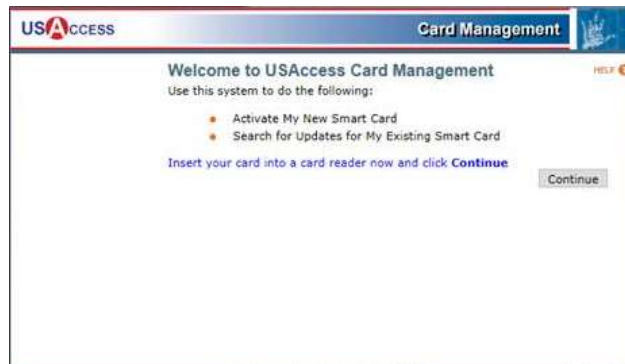 USAccess
Card Management
Welcome to USAccess Card Management
HELP
Use this system to do the following:
Activate My New Smart Card
Search for Updates for My Existing Smart Card
Insert your card into a card reader now and click Continue
Continue